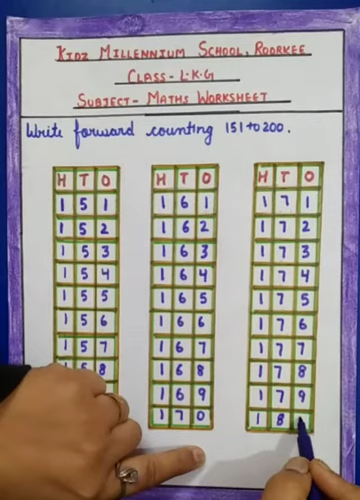 KIDZ MILLENNIUM SCHOOL, ROORKEE
CLASS- L.K.G
SUBJECT- MATHS WORKSHEET
Write forward counting 151 to 200.
H T O
1 5 1
1 5 2
1 5 3
1 5 4
1 5 5
1 5 6
1 5 7
1 5 8
H T O
1 6 1
1 6 2
1 6 3
1 6 4
1 6 5
1 6 6
1 6 7
1 6 8
1 6 9
1 7 0
H T O
1 7 1
1 7 2
1 7 3
1 7 4
1 7 5
1 7 6
1 7 7
1 7 8
1 7 9
1 8